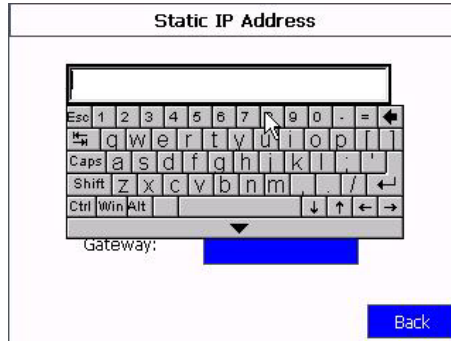 Static IP Address
Esc 1 2 3 4 5 6 7 9 0 - =
q w e r t y u i o p [ ]
Caps a s d f g h j k l ; '
Shift z x c v b n m , . /
Ctrl Win Alt
Gateway:
Back